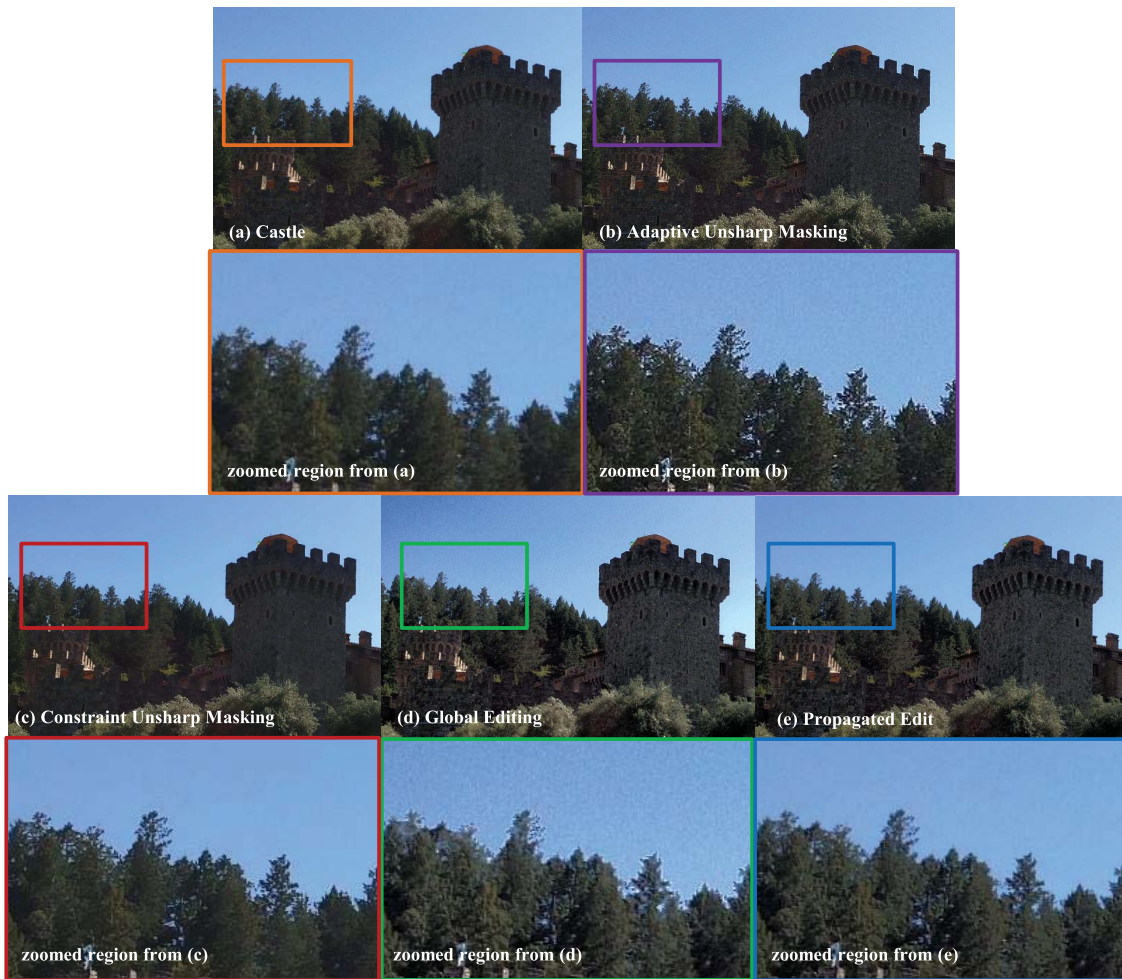 (a) Castle
(b) Adaptive Unsharp Masking
zoomed region from (a)
zoomed region from (b)
(c) Constraint Unsharp Masking
(d) Global Editing
(e) Propagated Edit
zoomed region from (c)
zoomed region from (d)
zoomed region from (e)